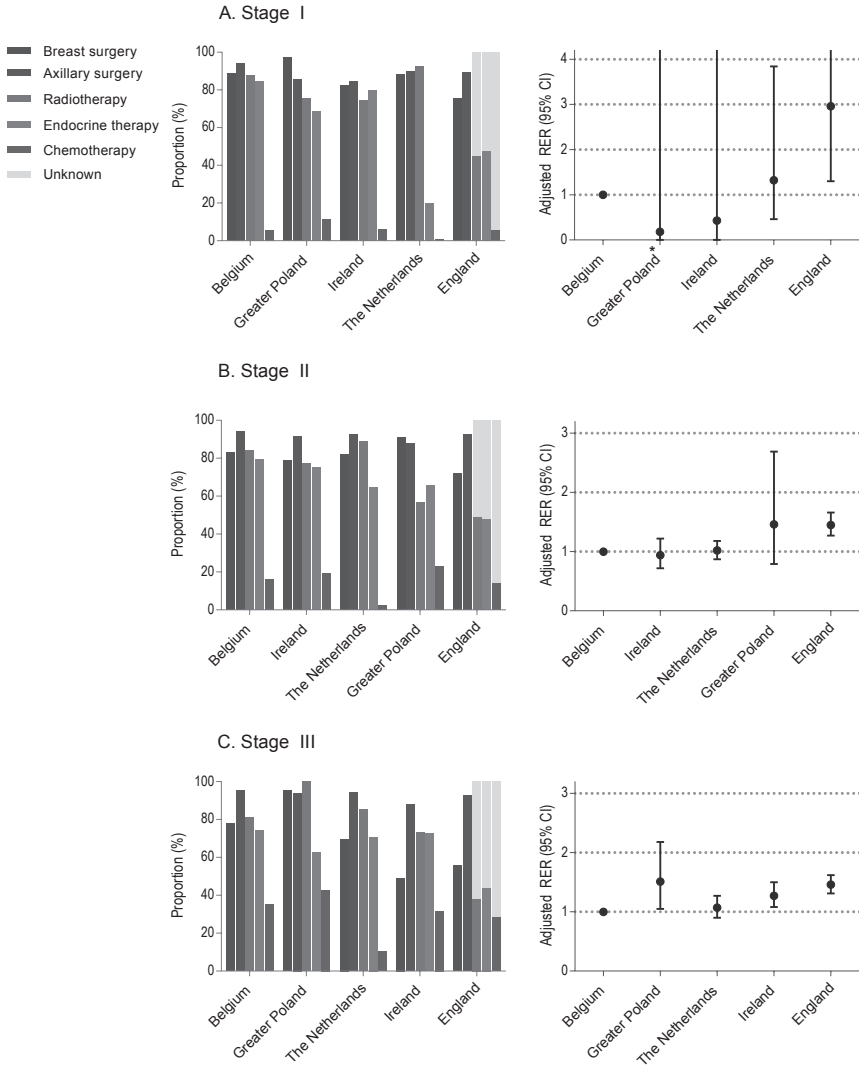 A. Stage I
Breast surgery
Axillary surgery
Radiotherapy
Endocrine therapy
Chemotherapy
Unknown
Proportion (%)
100
80
60
40
20
0
Belgium
Greater Poland
Ireland
The Netherlands
England
Adjusted RER (95% CI)
4
3
2
1
0
*
Belgium
Greater Poland
Ireland
The Netherlands
England
B. Stage II
Proportion (%)
100
80
60
40
20
0
Belgium
Ireland
The Netherlands
Greater Poland
England
Adjusted RER (95% CI)
3
2
1
0
Belgium
Ireland
The Netherlands
Greater Poland
England
C. Stage III
Proportion (%)
100
80
60
40
20
0
Belgium
Greater Poland
The Netherlands
Ireland
England
Adjusted RER (95% CI)
3
2
1
0
Belgium
Greater Poland
The Netherlands
Ireland
England